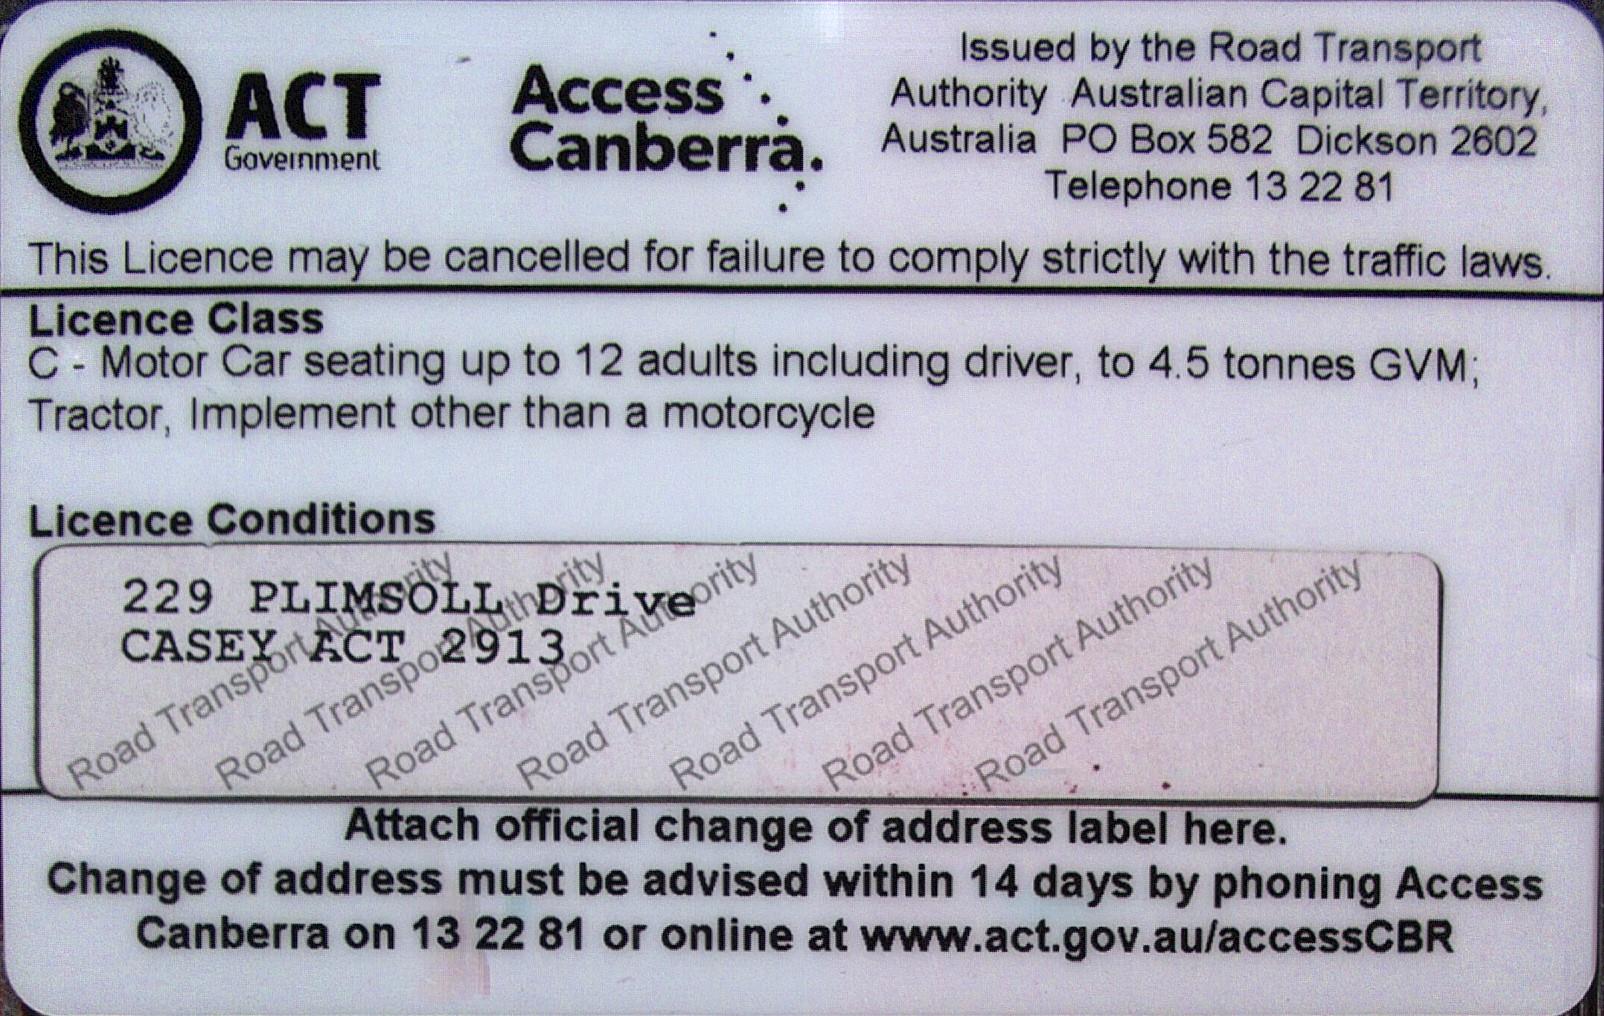 ACT
Government
Access
Canberra.
Issued by the Road Transport
Authority Australian Capital Territory,
Australia PO Box 582 Dickson 2602
Telephone 13 22 81
This Licence may be cancelled for failure to comply strictly with the traffic laws.
Licence Class
C - Motor Car seating up to 12 adults including driver, to 4.5 tonnes GVM;
Tractor, Implement other than a motorcycle
Licence Conditions
229 PLIMSOLL Drive
CASEY ACT 2913
Road Transport Authority
Road Transport Authority
Road Transport Authority
Road Transport Authority
Road Transport Authority
Road Transport Authority
Road Transport Authority
Attach official change of address label here.
Change of address must be advised within 14 days by phoning Access
Canberra on 13 22 81 or online at www.act.gov.au/accessCBR